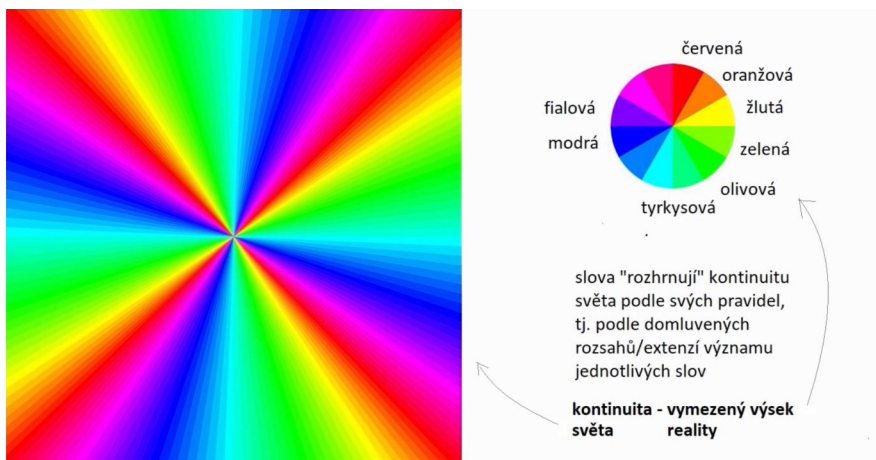 červená
oranžová
fialová
žlutá
modrá
zelená
olivová
tyrkysová
slova "rozhrnují" kontinuitu
světa podle svých pravidel,
tj. podle domluvených
rozsahů/extenzí významu
jednotlivých slov
kontinuita - vymezený výsek
světa reality